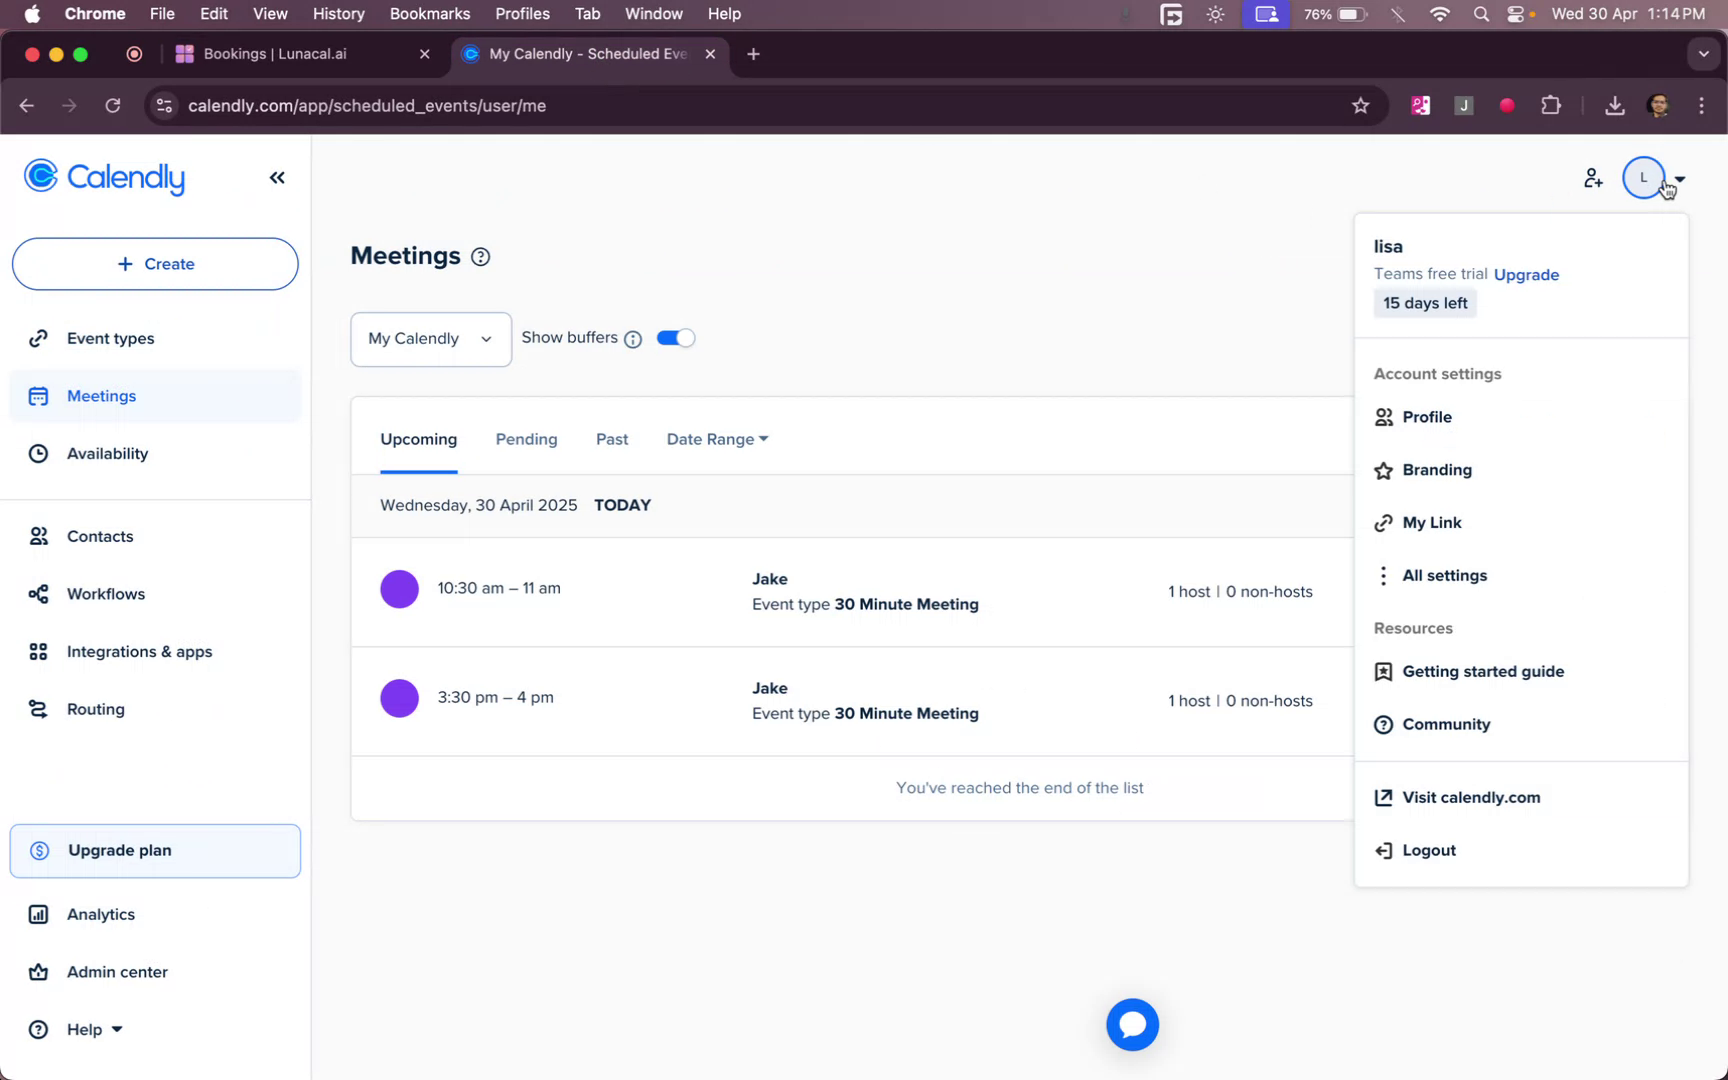 Chrome File Edit View History Bookmarks Profiles Tab Window Help 76% Wed 30 Apr 1:14 PM
Bookings | Lunacal.ai My Calendly - Scheduled Eve
calendly.com/app/scheduled_events/user/me J
Calendly
L
+ Create
Event types
Meetings
Availability
Contacts
Workflows
Integrations & apps
Routing
Upgrade plan
Analytics
Admin center
Help
Meetings
My Calendly Show buffers
Upcoming Pending Past Date Range
Wednesday, 30 April 2025 TODAY
10:30 am – 11 am
Jake
Event type 30 Minute Meeting
1 host | 0 non-hosts
3:30 pm – 4 pm
Jake
Event type 30 Minute Meeting
1 host | 0 non-hosts
You've reached the end of the list
lisa
Teams free trial Upgrade
15 days left
Account settings
Profile
Branding
My Link
All settings
Resources
Getting started guide
Community
Visit calendly.com
Logout